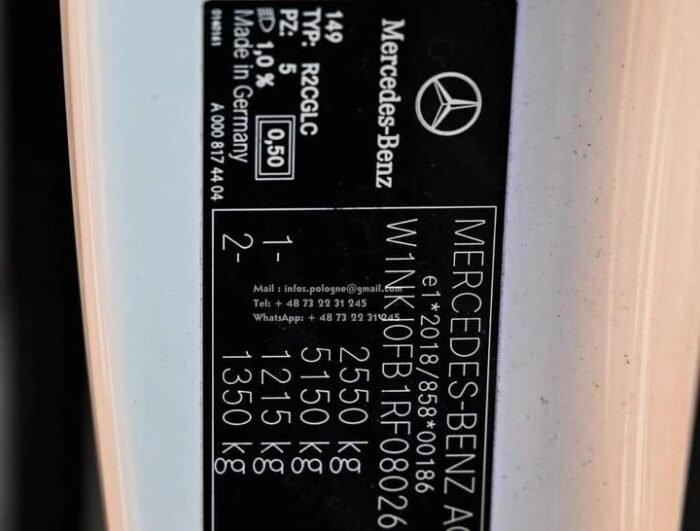 Mercedes-Benz
149
TYP: R2CGLC
PZ: 5
1,0 % 0,50
Made in Germany
A 000 817 44 04
MERCEDES-BENZ AG
e1*2018/858*00186
W1NKJ0FB1RF08026
2550 kg
5150 kg
1- 1215 kg
2- 1350 kg
Mail : infos.pologne@gmail.com
Tel: + 48 73 22 31 245
WhatsApp: + 48 73 22 31 245